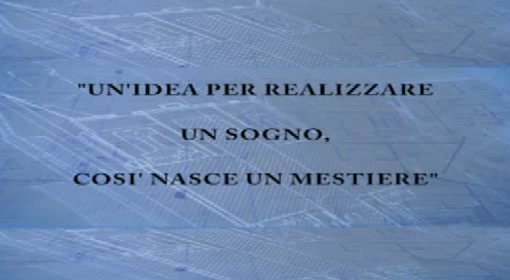 "UN'IDEA PER REALIZZARE
UN SOGNO,
COSI' NASCE UN MESTIERE"